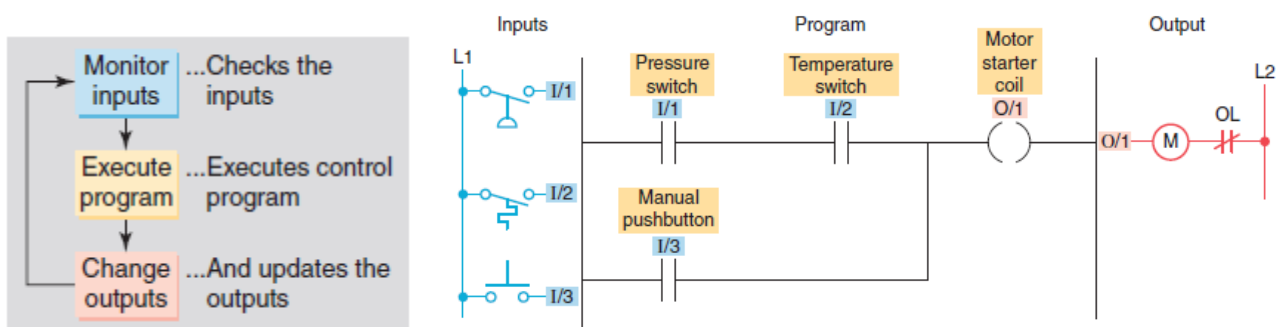 Monitor inputs
...Checks the inputs
Execute program
...Executes control program
Change outputs
...And updates the outputs
Inputs
Program
Output
L1
I/1
I/2
I/3
Pressure switch
I/1
Temperature switch
I/2
Motor starter coil
O/1
Manual pushbutton
I/3
O/1
M
OL
L2